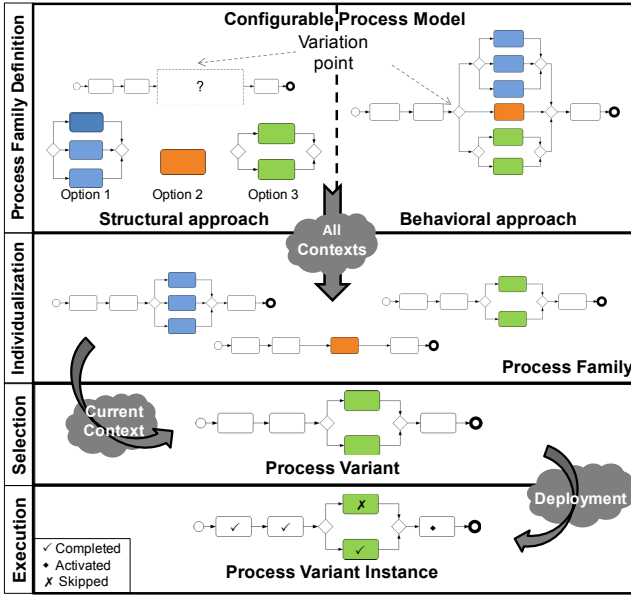 Process Family Definition
Configurable Process Model
Variation
point
?
Option 1
Option 2
Option 3
Structural approach
Behavioral approach
All
Contexts
Individualization
Process Family
Selection
Current
Context
Process Variant
Deployment
Execution
✓ Completed
◆ Activated
✗ Skipped
✓
✓
✗
✓
◆
Process Variant Instance